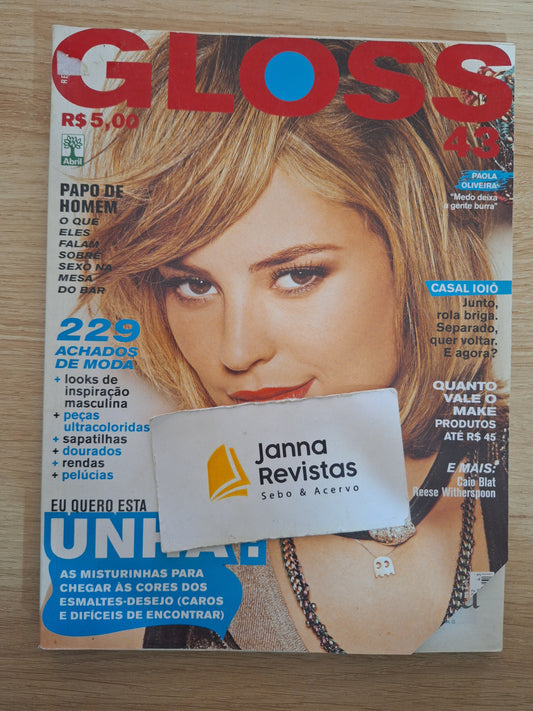 GLOSS
R$ 5,00
43
Abril
PAOLA
OLIVEIRA
"Medo deixa
a gente burra"
PAPO DE
HOMEM
O QUE
ELES
FALAM
SOBRE
SEXO NA
MESA
DO BAR
CASAL IOIÔ
Junto,
rola briga.
Separado,
quer voltar.
E agora?
229
ACHADOS
DE MODA
+ looks de
inspiração
masculina
+ peças
ultracoloridas
+ sapatilhas
+ dourados
+ rendas
+ pelúcias
QUANTO
VALE O
MAKE
PRODUTOS
ATÉ R$ 45
E MAIS:
Caio Blat
Reese Witherspoon
Janna
Revistas
Sebo & Acervo
EU QUERO ESTA
UNHA!
AS MISTURINHAS PARA
CHEGAR ÀS CORES DOS
ESMALTES-DESEJO (CAROS
E DIFÍCEIS DE ENCONTRAR)